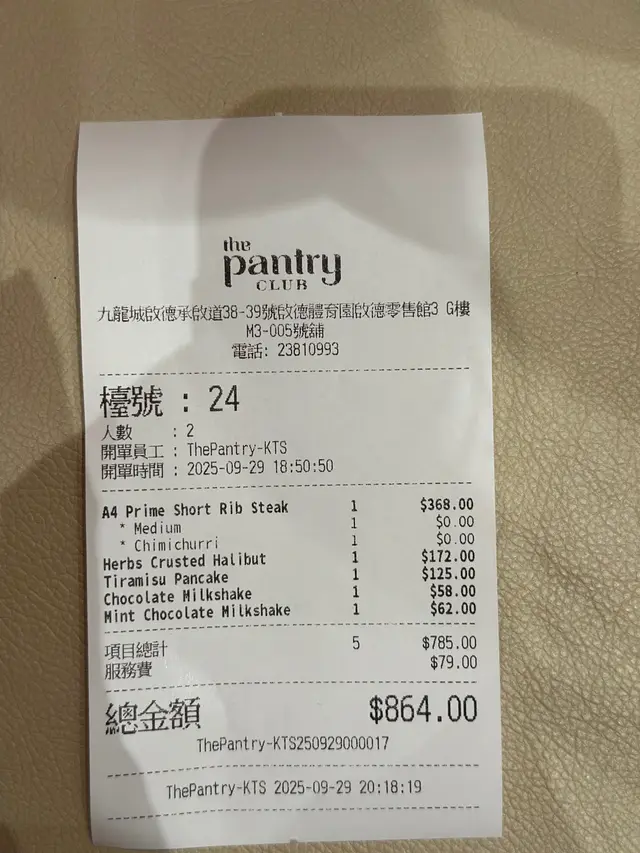 the
pantry
CLUB
九龍城啟德承啟道38-39號啟德體育園啟德零售館3 G樓
M3-005號舖
電話: 23810993
檯號 : 24
人數 : 2
開單員工 : ThePantry-KTS
開單時間 : 2025-09-29 18:50:50
A4 Prime Short Rib Steak 1 $368.00
* Medium 1 $0.00
* Chimichurri 1 $0.00
Herbs Crusted Halibut 1 $172.00
Tiramisu Pancake 1 $125.00
Chocolate Milkshake 1 $58.00
Mint Chocolate Milkshake 1 $62.00
項目總計 5 $785.00
服務費 $79.00
總金額 $864.00
ThePantry-KTS250929000017
ThePantry-KTS 2025-09-29 20:18:19